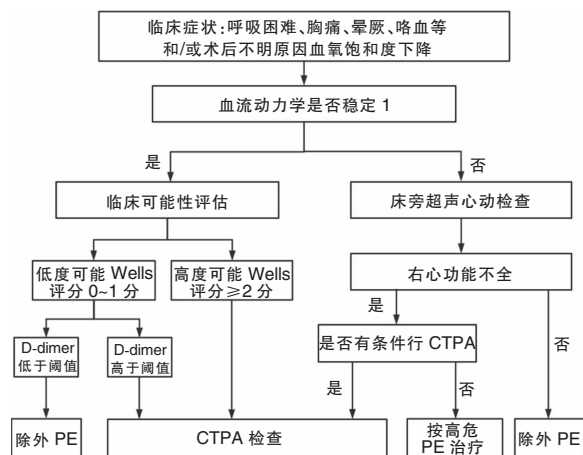 临床症状:呼吸困难、胸痛、晕厥、咯血等
和/或术后不明原因血氧饱和度下降
血流动力学是否稳定 1
是
否
临床可能性评估
床旁超声心动检查
低度可能 Wells
评分 0~1 分
高度可能 Wells
评分≥2 分
右心功能不全
是
否
D-dimer
低于阈值
D-dimer
高于阈值
是否有条件行 CTPA
是
否
除外 PE
CTPA 检查
按高危
PE 治疗
除外 PE